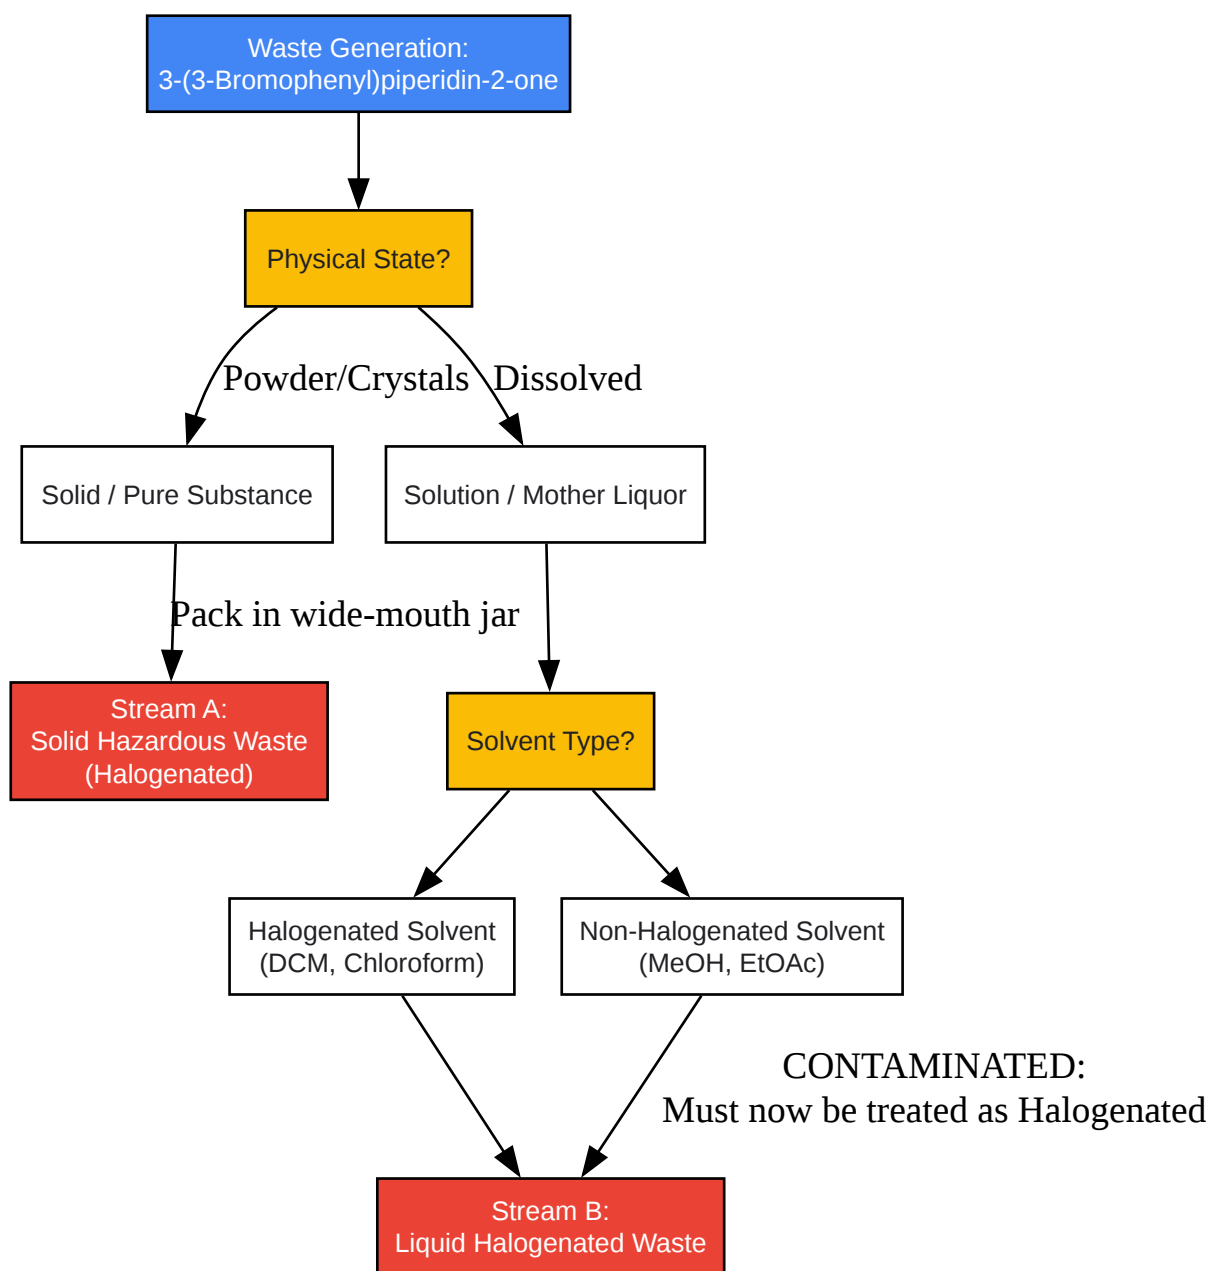 Waste Generation:
3-(3-Bromophenyl)piperidin-2-one
Physical State?
Powder/Crystals
Dissolved
Solid / Pure Substance
Solution / Mother Liquor
Pack in wide-mouth jar
Stream A:
Solid Hazardous Waste
(Halogenated)
Solvent Type?
Halogenated Solvent
(DCM, Chloroform)
Non-Halogenated Solvent
(MeOH, EtOAc)
CONTAMINATED:
Must now be treated as Halogenated
Stream B:
Liquid Halogenated Waste